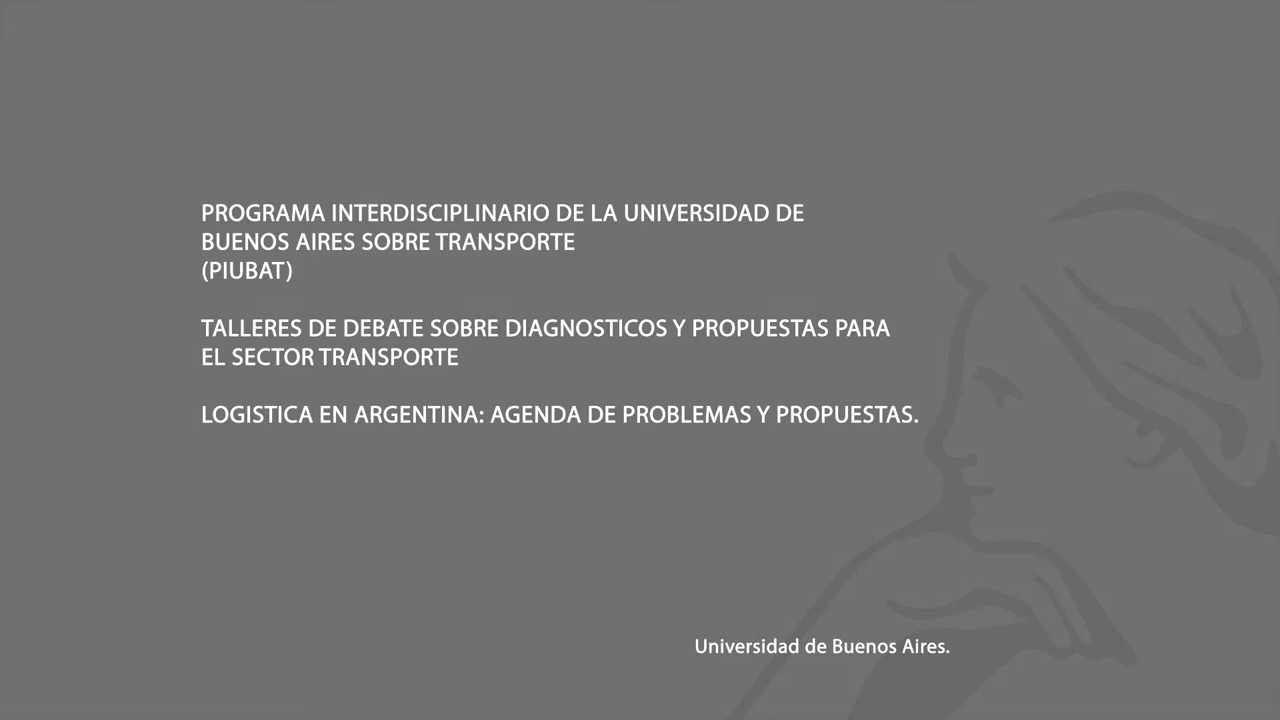 PROGRAMA INTERDISCIPLINARIO DE LA UNIVERSIDAD DE
BUENOS AIRES SOBRE TRANSPORTE
(PIUBAT)
TALLERES DE DEBATE SOBRE DIAGNOSTICOS Y PROPUESTAS PARA
EL SECTOR TRANSPORTE
LOGISTICA EN ARGENTINA: AGENDA DE PROBLEMAS Y PROPUESTAS.
Universidad de Buenos Aires.